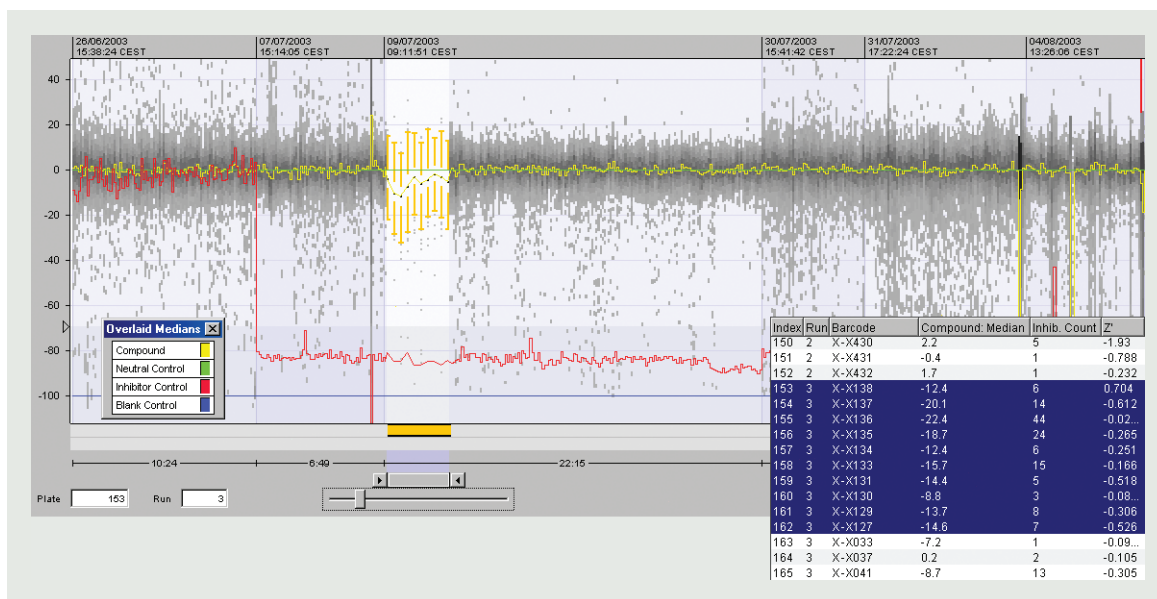 26/06/2003 07/07/2003 09/07/2003 30/07/2003 31/07/2003 04/08/2003
15:38:24 CEST 15:14:05 CEST 09:11:51 CEST 15:41:42 CEST 17:22:24 CEST 13:26:06 CEST
40
20
0
-20
-40
-60
-80
-100
Overlaid Medians
Compound
Neutral Control
Inhibitor Control
Blank Control
10:24 6:49 22:15
Plate 153 Run 3
Index Run Barcode Compound: Median Inhib. Count Z'
150 2 X-X430 2.2 5 -1.93
151 2 X-X431 -0.4 1 -0.788
152 2 X-X432 1.7 1 -0.232
153 3 X-X138 -12.4 6 0.704
154 3 X-X137 -20.1 14 -0.612
155 3 X-X136 -22.4 44 -0.02...
156 3 X-X135 -18.7 24 -0.265
157 3 X-X134 -12.4 6 -0.251
158 3 X-X133 -15.7 15 -0.166
159 3 X-X131 -14.4 5 -0.518
160 3 X-X130 -8.8 3 -0.08...
161 3 X-X129 -13.7 8 -0.306
162 3 X-X127 -14.6 7 -0.526
163 3 X-X033 -7.2 1 -0.09...
164 3 X-X037 0.2 2 -0.105
165 3 X-X041 -8.7 13 -0.305